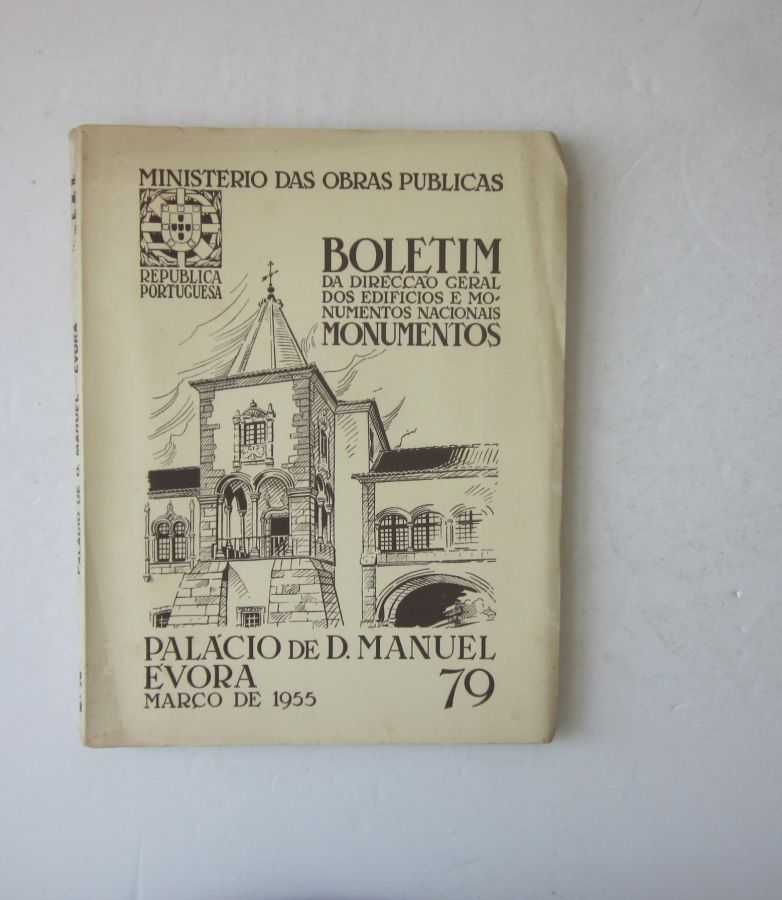 MINISTERIO DAS OBRAS PUBLICAS
REPUBLICA
PORTUGUESA
BOLETIM
DA DIRECÇÃO GERAL
DOS EDIFICIOS E MO-
NUMENTOS NACIONAIS
MONUMENTOS
PALÁCIO DE D. MANUEL
EVORA
MARÇO DE 1955
79
PALÁCIO DE D. MANUEL — EVORA